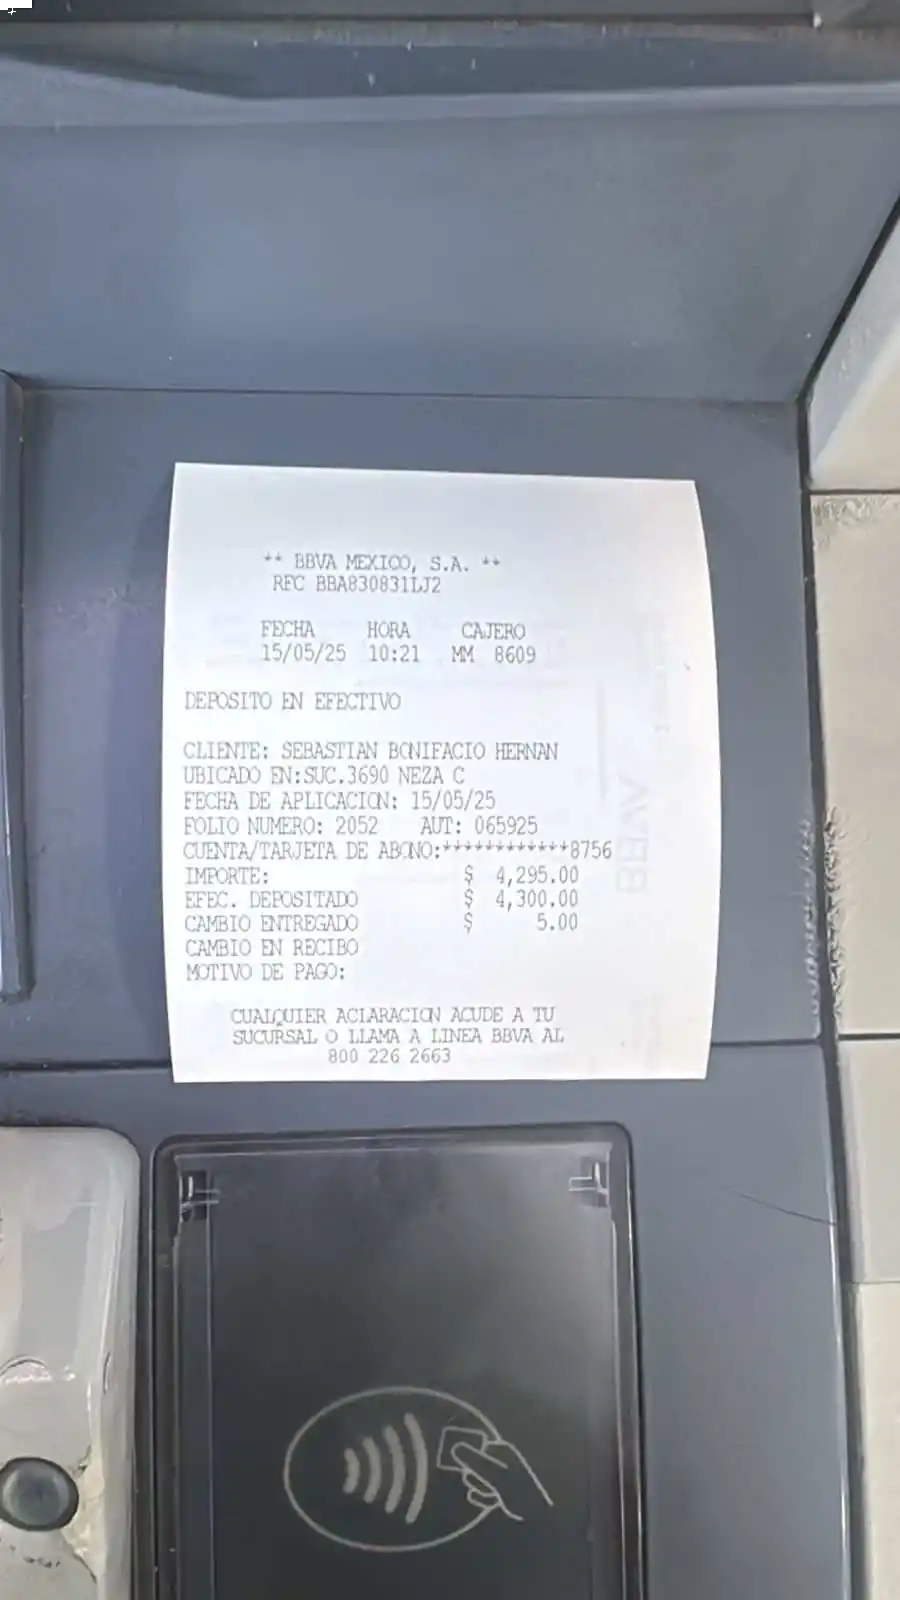 ** BBVA MEXICO, S.A. **
RFC BBA830831LJ2
FECHA HORA CAJERO
15/05/25 10:21 MM 8609
DEPOSITO EN EFECTIVO
CLIENTE: SEBASTIAN BONIFACIO HERNAN
UBICADO EN:SUC.3690 NEZA C
FECHA DE APLICACION: 15/05/25
FOLIO NUMERO: 2052 AUT: 065925
CUENTA/TARJETA DE ABONO:************8756
IMPORTE: $ 4,295.00
EFEC. DEPOSITADO $ 4,300.00
CAMBIO ENTREGADO $ 5.00
CAMBIO EN RECIBO
MOTIVO DE PAGO:
CUALQUIER ACLARACION ACUDE A TU
SUCURSAL O LLAMA A LINEA BBVA AL
800 226 2663
BBVA